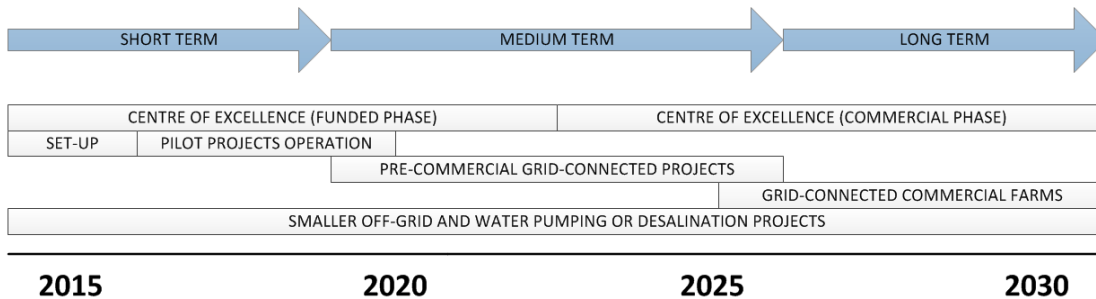 SHORT TERM
MEDIUM TERM
LONG TERM
CENTRE OF EXCELLENCE (FUNDED PHASE)
CENTRE OF EXCELLENCE (COMMERCIAL PHASE)
SET-UP
PILOT PROJECTS OPERATION
PRE-COMMERCIAL GRID-CONNECTED PROJECTS
GRID-CONNECTED COMMERCIAL FARMS
SMALLER OFF-GRID AND WATER PUMPING OR DESALINATION PROJECTS
2015
2020
2025
2030